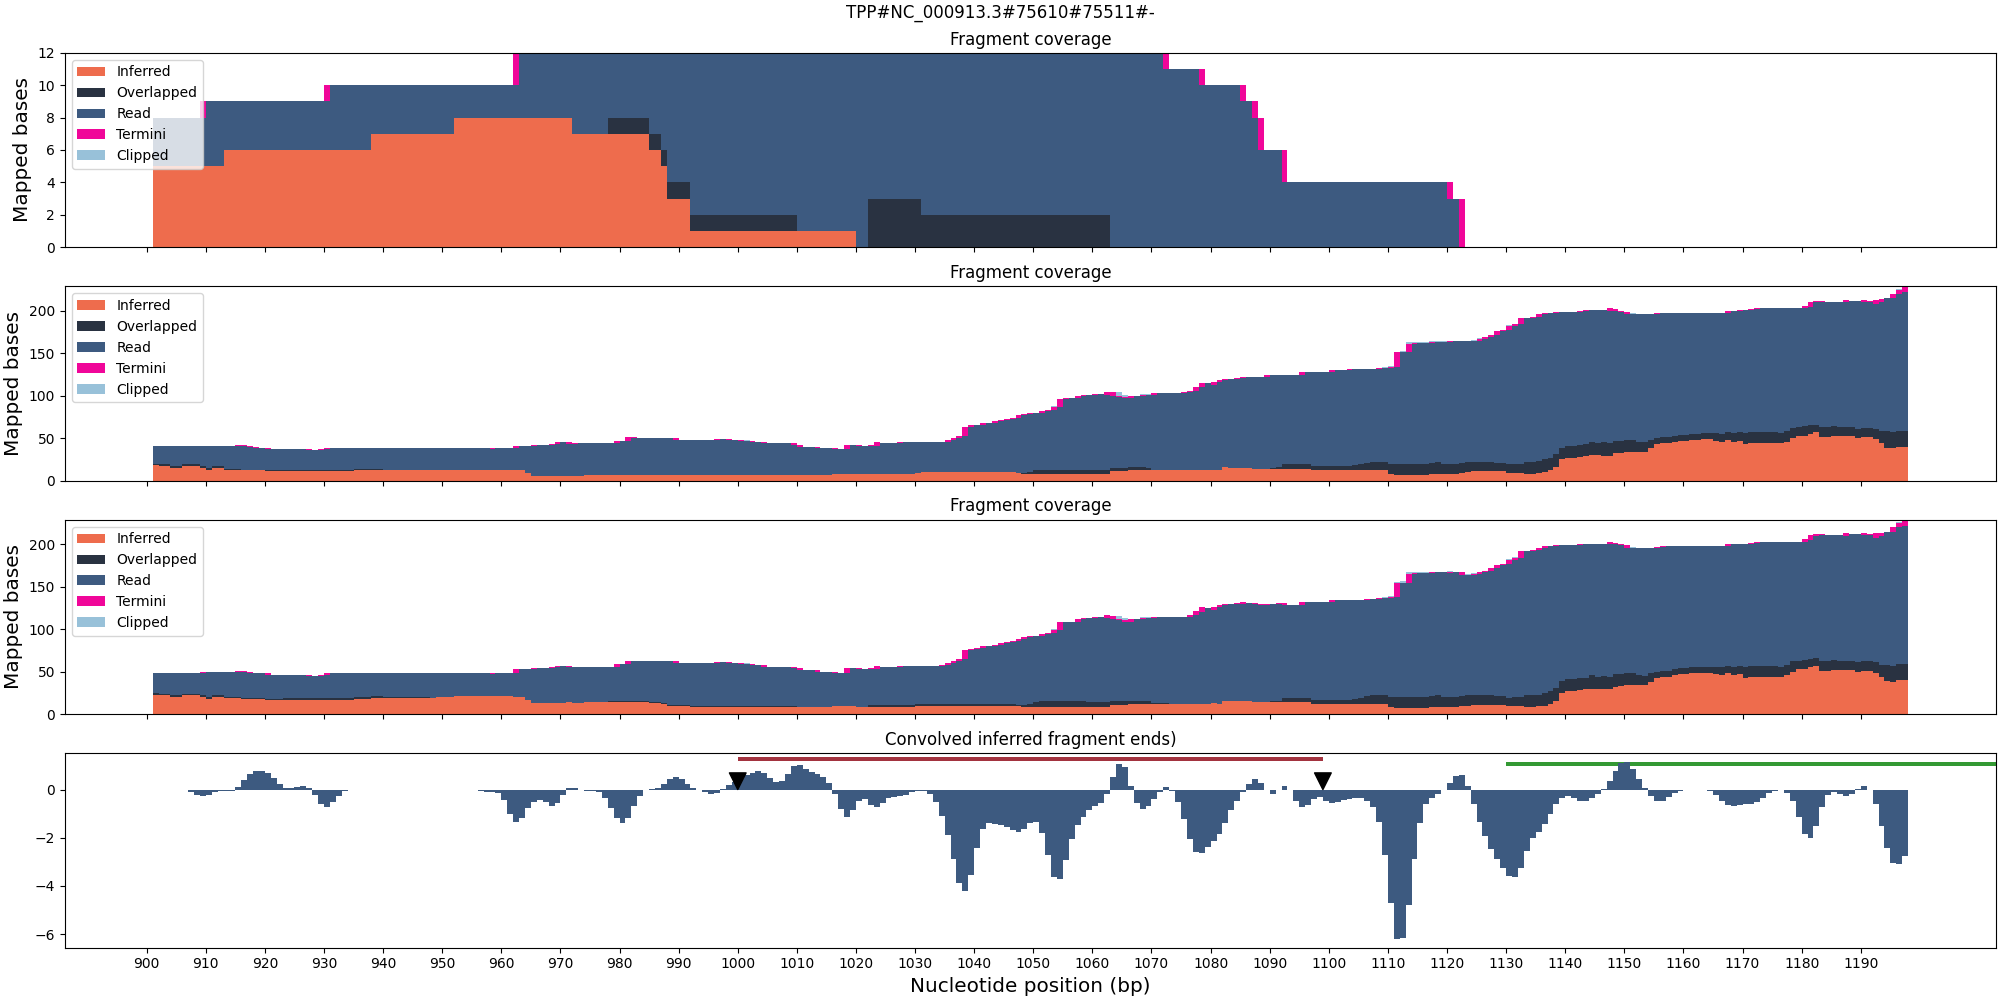 TPP#NC_000913.3#75610#75511#-
Fragment coverage
Mapped bases
12
10
8
6
4
2
0
Inferred
Overlapped
Read
Termini
Clipped
Fragment coverage
Mapped bases
200
150
100
50
0
Inferred
Overlapped
Read
Termini
Clipped
Fragment coverage
Mapped bases
200
150
100
50
0
Inferred
Overlapped
Read
Termini
Clipped
Convolved inferred fragment ends)
0
−2
−4
−6
900 910 920 930 940 950 960 970 980 990 1000 1010 1020 1030 1040 1050 1060 1070 1080 1090 1100 1110 1120 1130 1140 1150 1160 1170 1180 1190
Nucleotide position (bp)